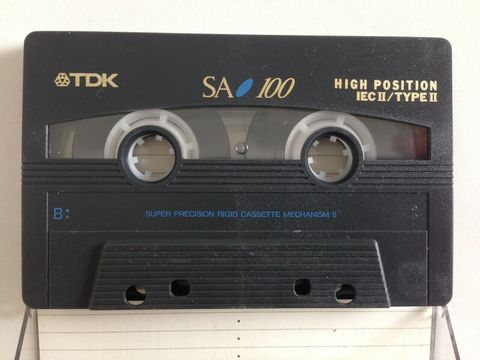 TDK
SA 100
HIGH POSITION
IEC II/TYPE II
B:
SUPER PRECISION RIGID CASSETTE MECHANISM II